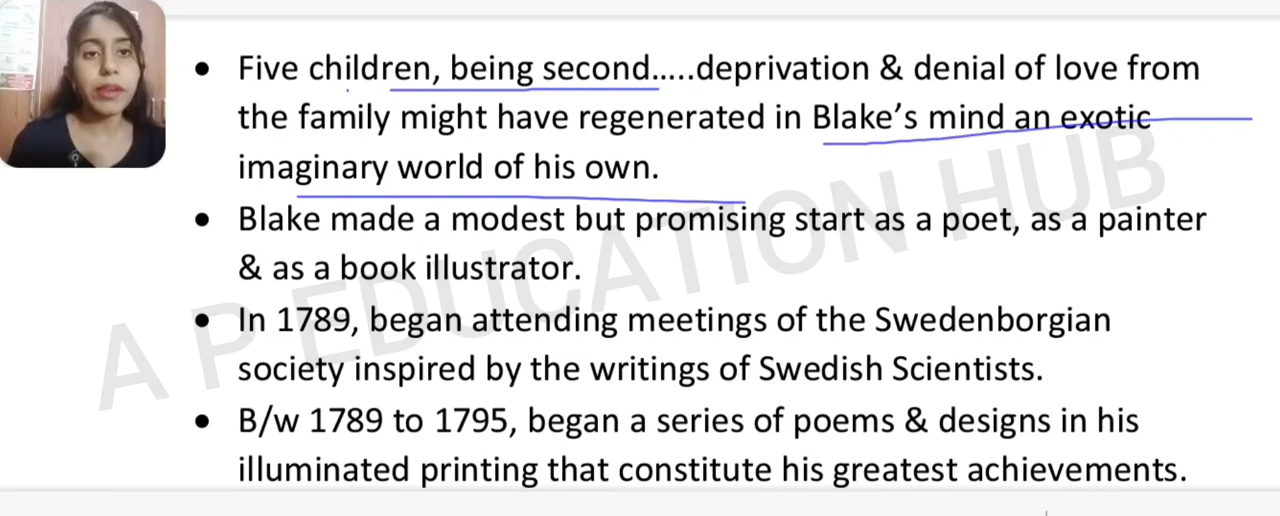 • Five children, being second.....deprivation & denial of love from
the family might have regenerated in Blake's mind an exotic
imaginary world of his own.
• Blake made a modest but promising start as a poet, as a painter
& as a book illustrator.
• In 1789, began attending meetings of the Swedenborgian
society inspired by the writings of Swedish Scientists.
• B/w 1789 to 1795, began a series of poems & designs in his
illuminated printing that constitute his greatest achievements.
A P EDUCATION HUB